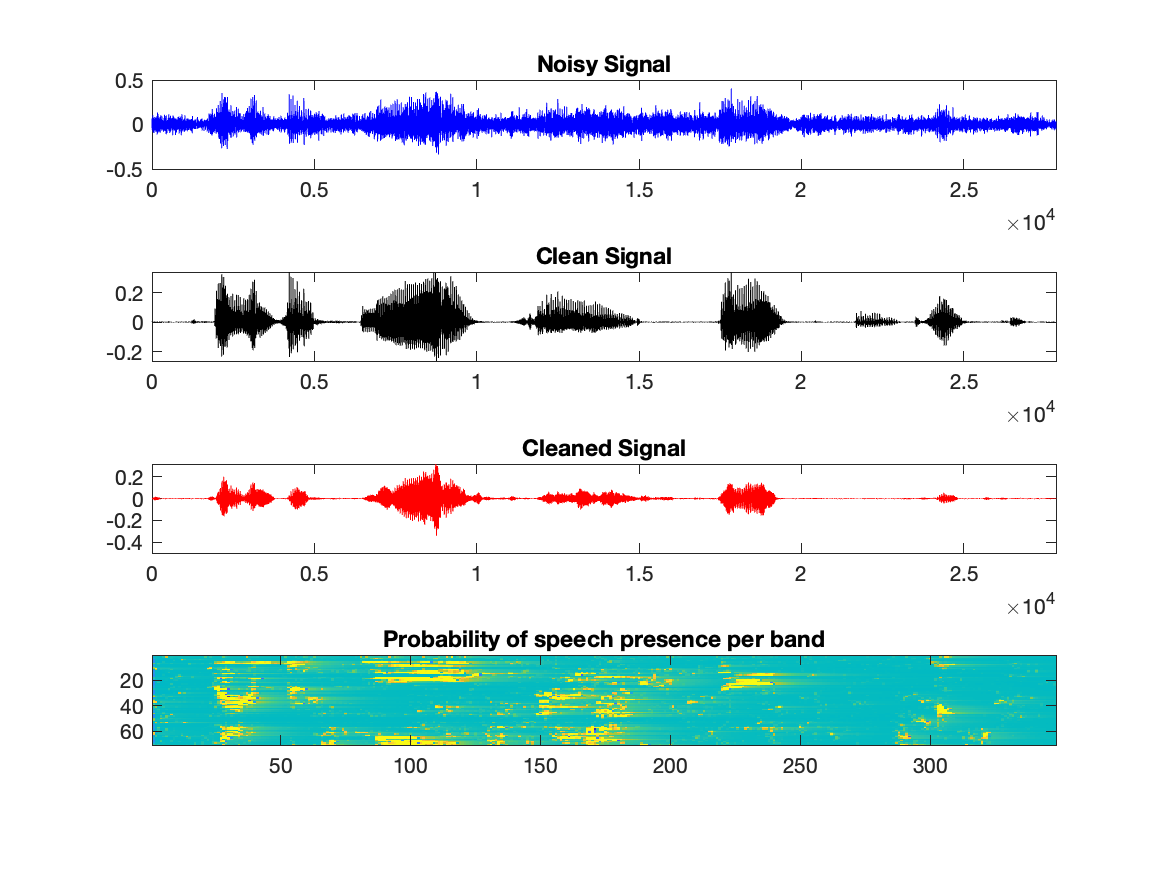 Noisy Signal
0.5
0
-0.5
0 0.5 1 1.5 2 2.5
×10^4
Clean Signal
0.2
0
-0.2
0 0.5 1 1.5 2 2.5
×10^4
Cleaned Signal
0.2
0
-0.2
-0.4
0 0.5 1 1.5 2 2.5
×10^4
Probability of speech presence per band
20
40
60
50 100 150 200 250 300